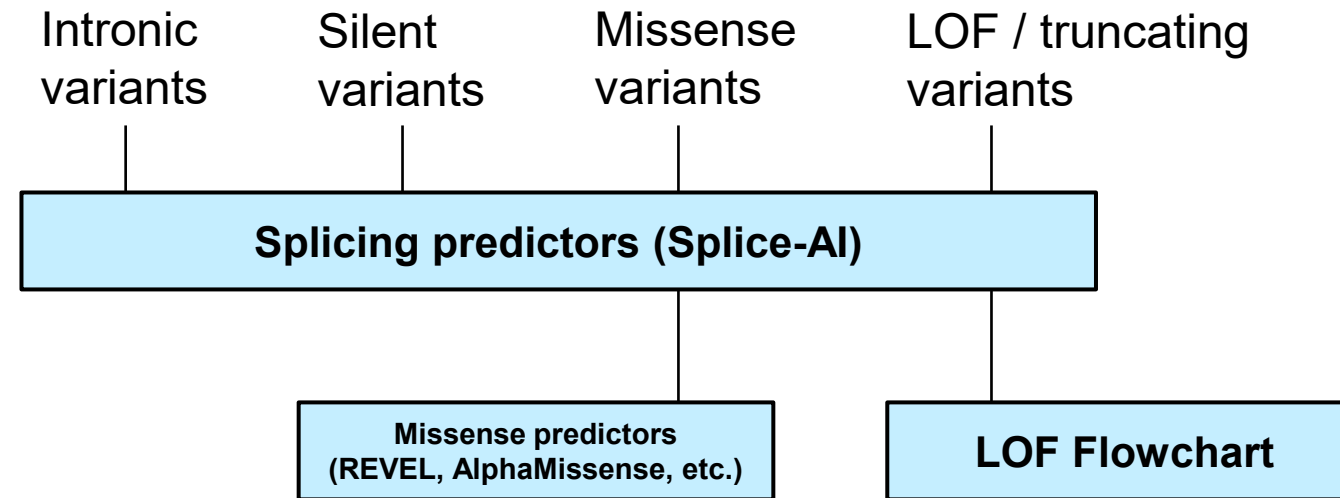 Intronic
variants
Silent
variants
Missense
variants
LOF / truncating
variants
Splicing predictors (Splice-AI)
Missense predictors
(REVEL, AlphaMissense, etc.)
LOF Flowchart